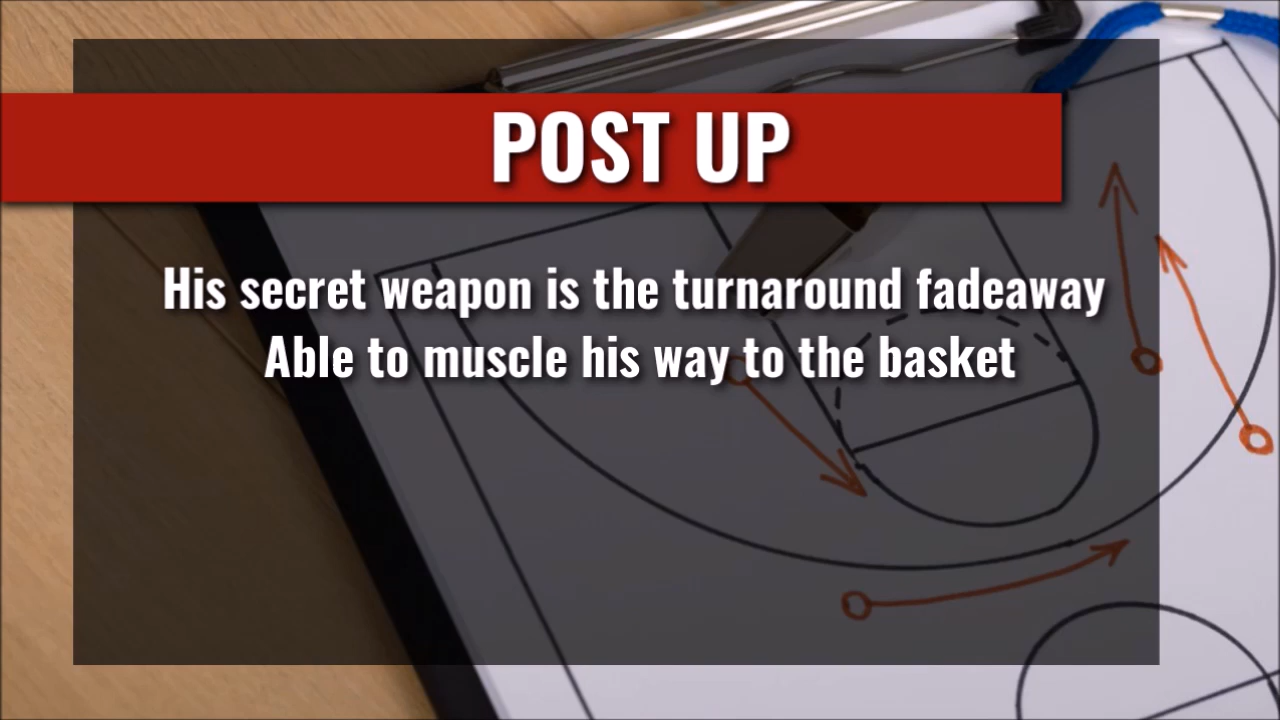 POST UP
His secret weapon is the turnaround fadeaway
Able to muscle his way to the basket